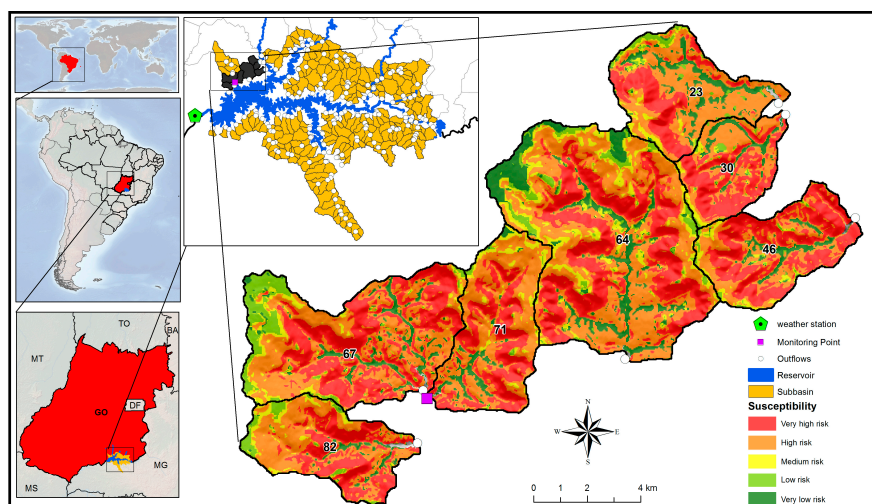 TO
BA
MT
GO
DF
MG
MS
23
30
64
46
71
67
82
weather station
Monitoring Point
Outflows
Reservoir
Subbasin
Susceptibility
Very high risk
High risk
Medium risk
Low risk
Very low risk
N
W E
S
0 1 2 4 km